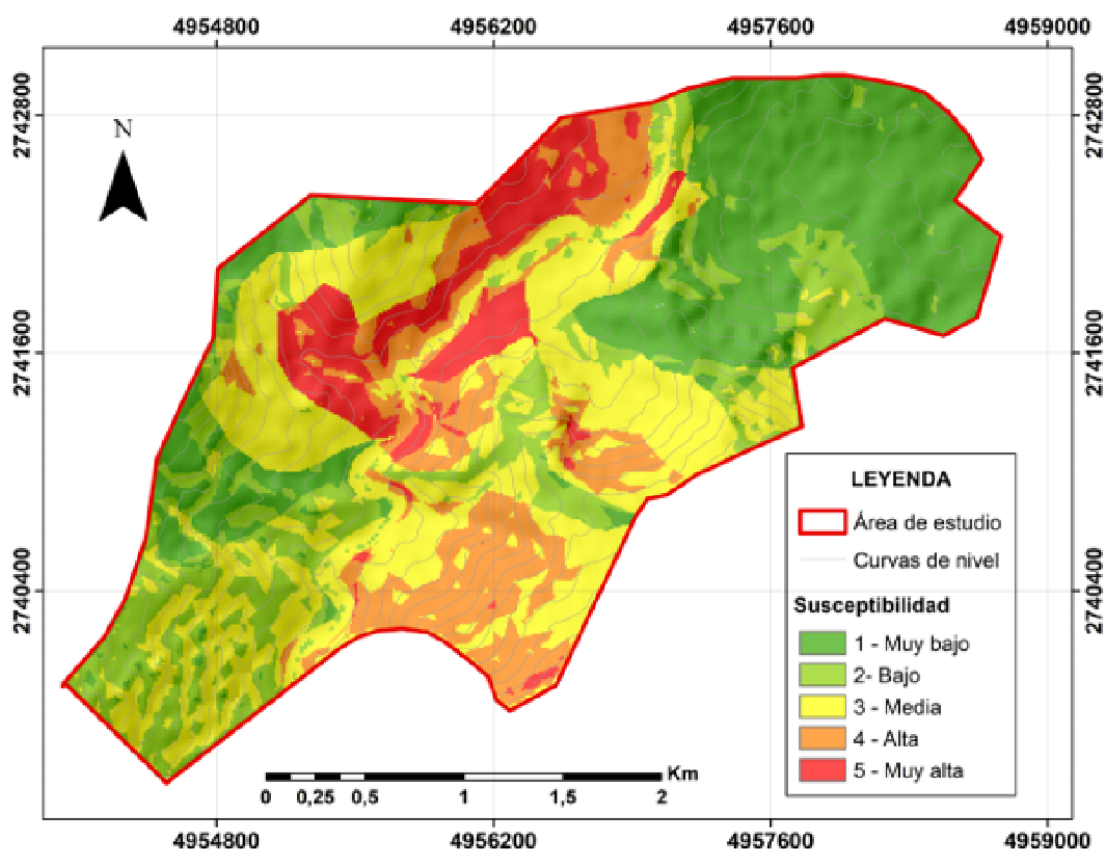 4954800 4956200 4957600 4959000
2742800 2742800
N
2741600 2741600
2740400 2740400
LEYENDA
Área de estudio
Curvas de nivel
Susceptibilidad
1 - Muy bajo
2- Bajo
3 - Media
4 - Alta
5 - Muy alta
Km
0 0,25 0,5 1 1,5 2
4954800 4956200 4957600 4959000